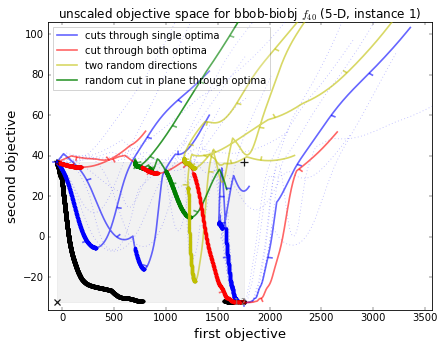 unscaled objective space for bbob-biobj f40 (5-D, instance 1)
cuts through single optima
cut through both optima
two random directions
random cut in plane through optima
second objective
100
80
60
40
20
0
−20
0 500 1000 1500 2000 2500 3000 3500
first objective